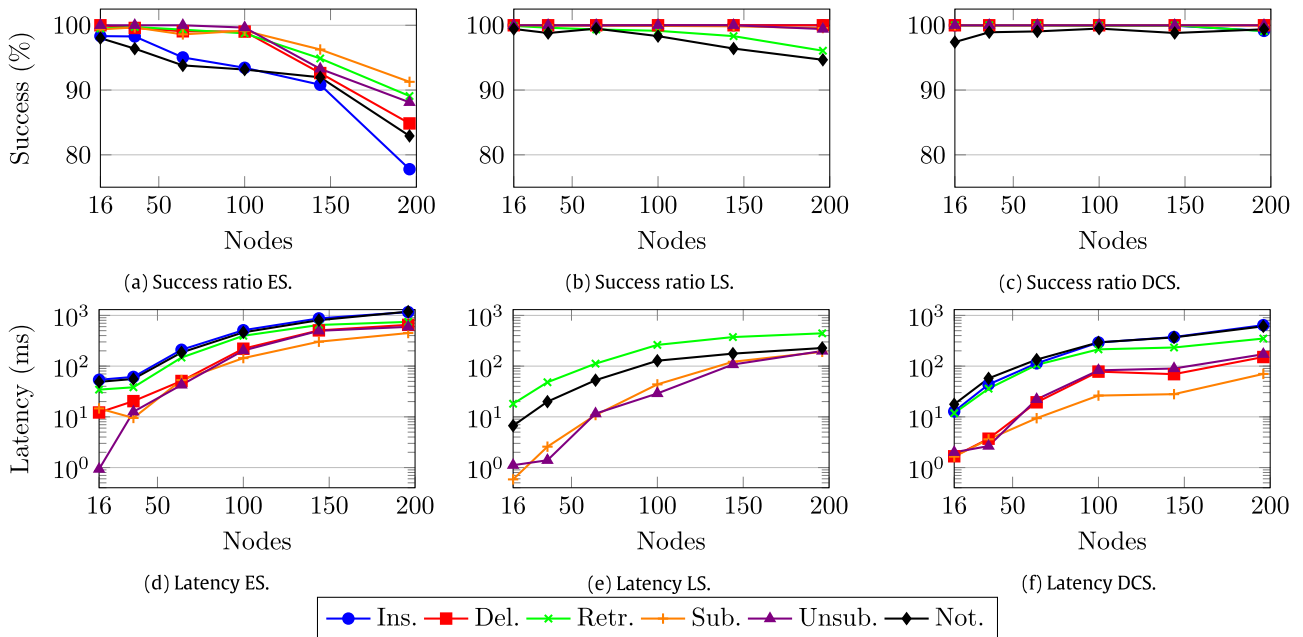 Success (%)
100
90
80
16 50 100 150 200
Nodes
(a) Success ratio ES.
100
90
80
16 50 100 150 200
Nodes
(b) Success ratio LS.
100
90
80
16 50 100 150 200
Nodes
(c) Success ratio DCS.
Latency (ms)
10³
10²
10¹
10⁰
16 50 100 150 200
Nodes
(d) Latency ES.
10³
10²
10¹
10⁰
16 50 100 150 200
Nodes
(e) Latency LS.
10³
10²
10¹
10⁰
16 50 100 150 200
Nodes
(f) Latency DCS.
Ins. Del. Retr. Sub. Unsub. Not.